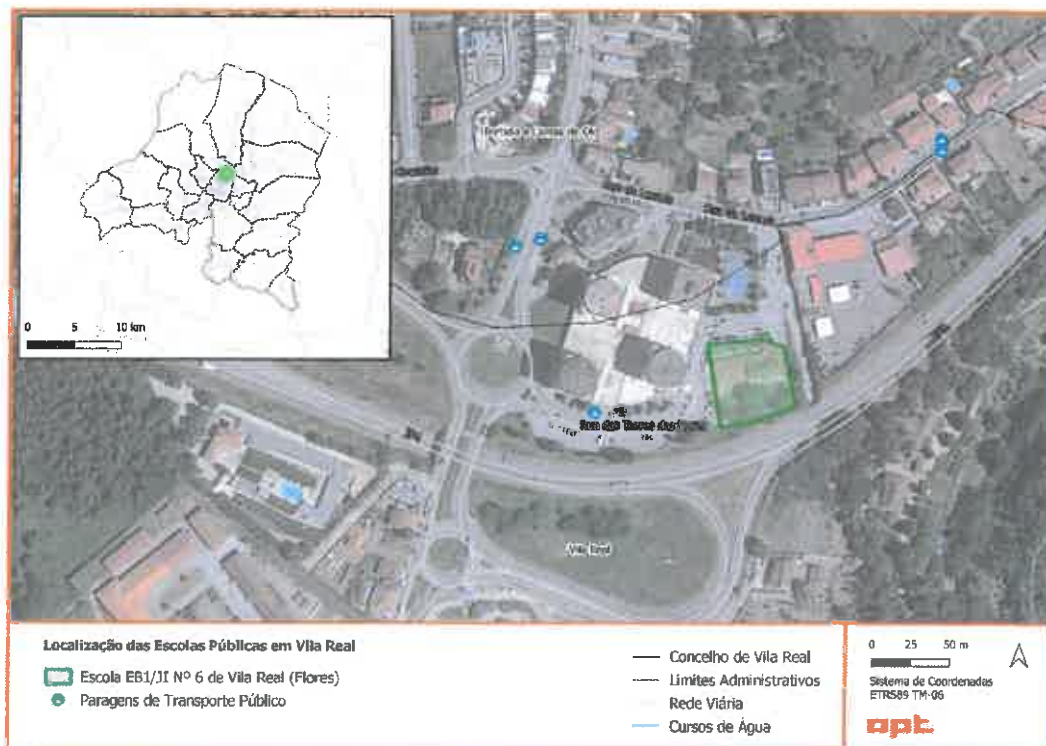 0 5 10 km
Vila Real
Localização das Escolas Públicas em Vila Real
Escola EB1/JI Nº 6 de Vila Real (Flores)
Paragens de Transporte Público
Concelho de Vila Real
Limites Administrativos
Rede Viária
Cursos de Água
0 25 50 m
Sistema de Coordenadas
ETRS89 TM-06
opt